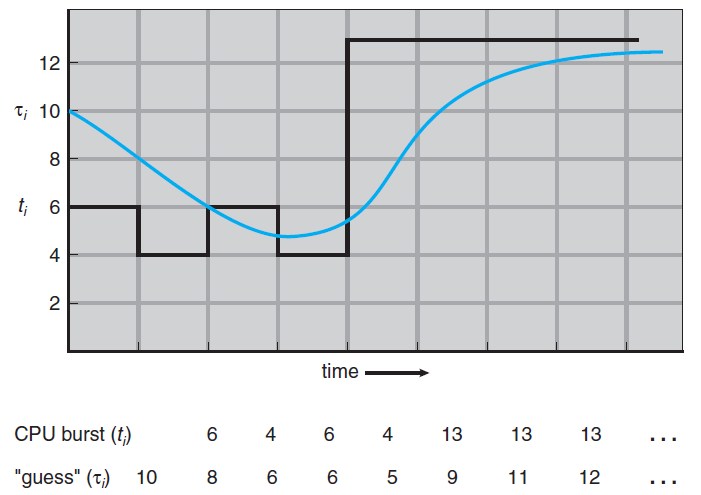 12
τi 10
8
ti 6
4
2
time
CPU burst (ti) 6 4 6 4 13 13 13 ...
"guess" (τi) 10 8 6 6 5 9 11 12 ...